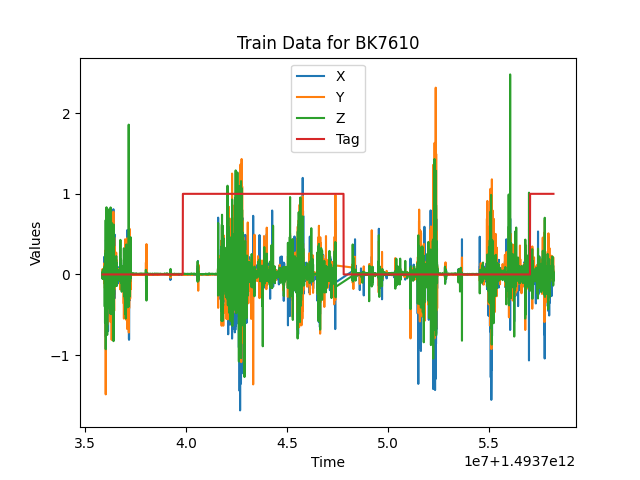 Train Data for BK7610
X
Y
Z
Tag
Values
2
1
0
−1
3.5 4.0 4.5 5.0 5.5
Time
1e7+1.4937e12